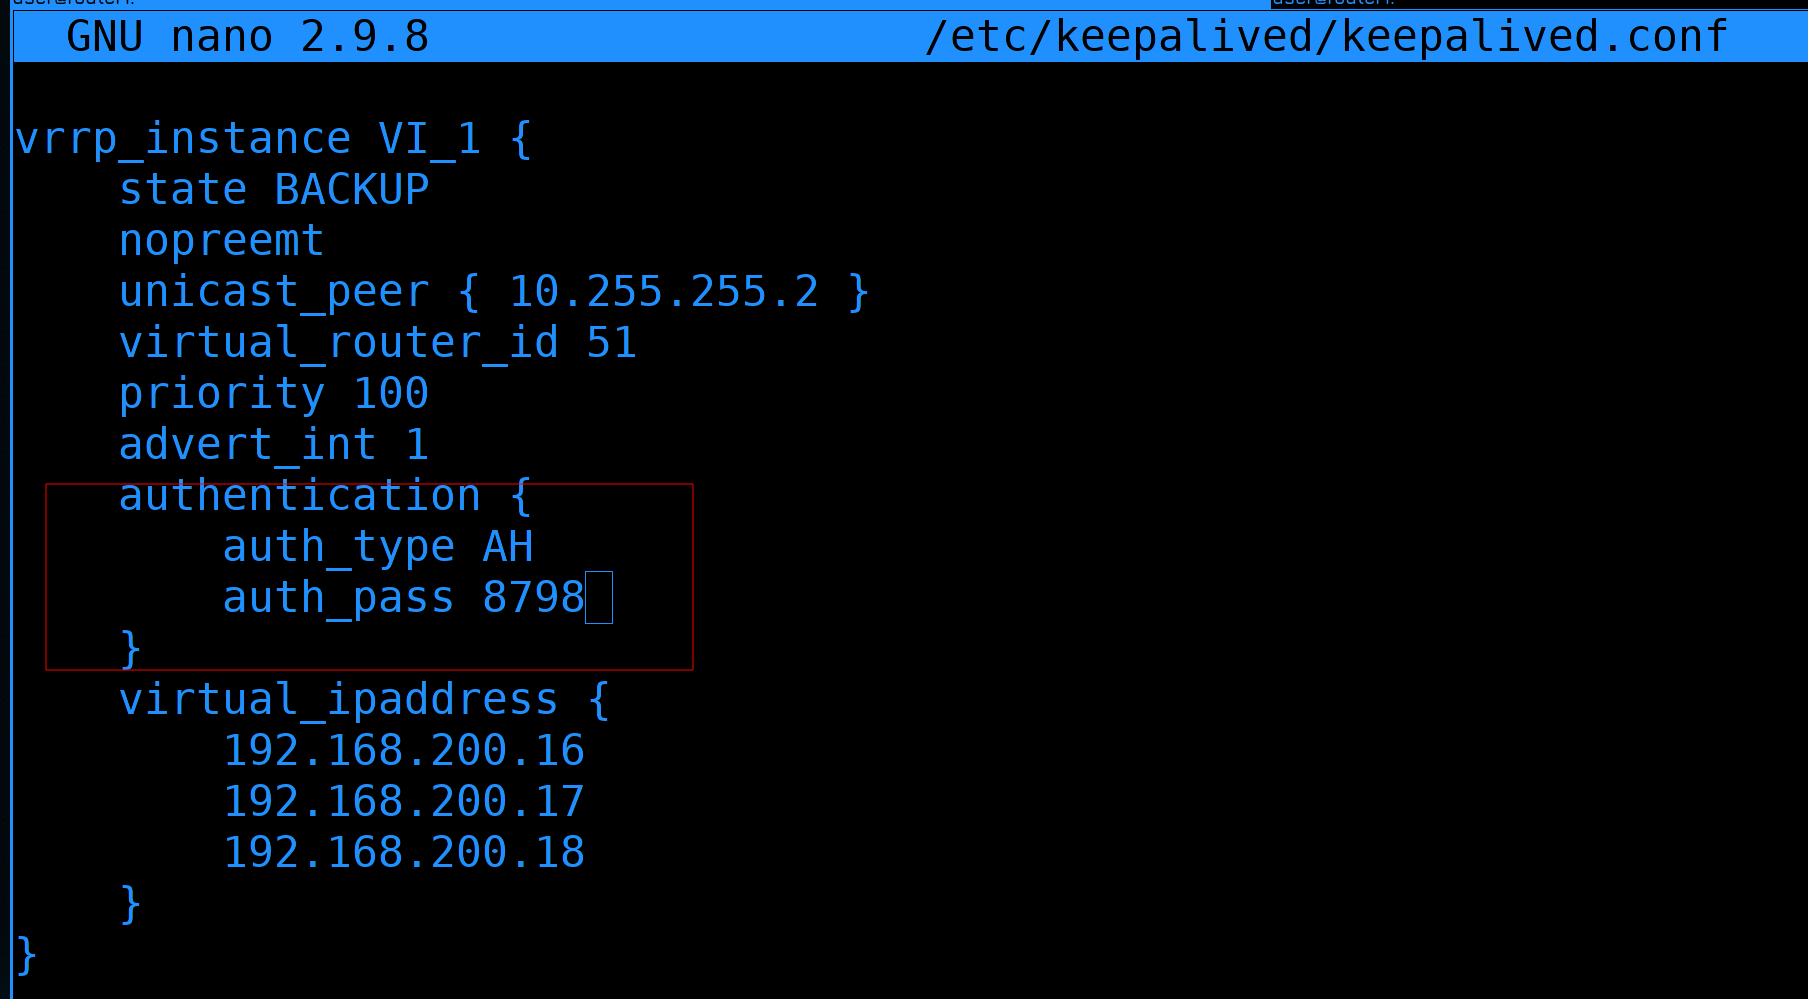 GNU nano 2.9.8 /etc/keepalived/keepalived.conf
vrrp_instance VI_1 {
state BACKUP
nopreemt
unicast_peer { 10.255.255.2 }
virtual_router_id 51
priority 100
advert_int 1
authentication {
auth_type AH
auth_pass 8798
}
virtual_ipaddress {
192.168.200.16
192.168.200.17
192.168.200.18
}
}